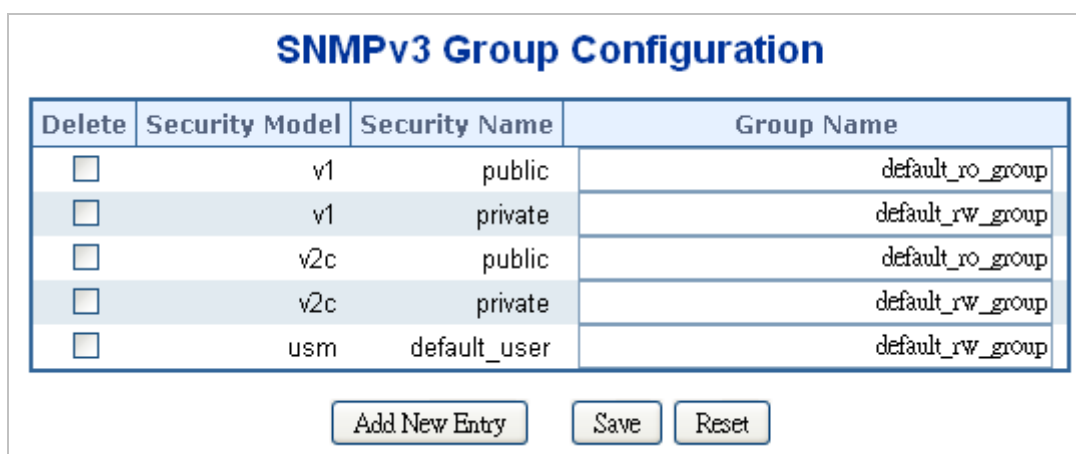 SNMPv3 Group Configuration
Delete Security Model Security Name Group Name
v1 public default_ro_group
v1 private default_rw_group
v2c public default_ro_group
v2c private default_rw_group
usm default_user default_rw_group
Add New Entry Save Reset